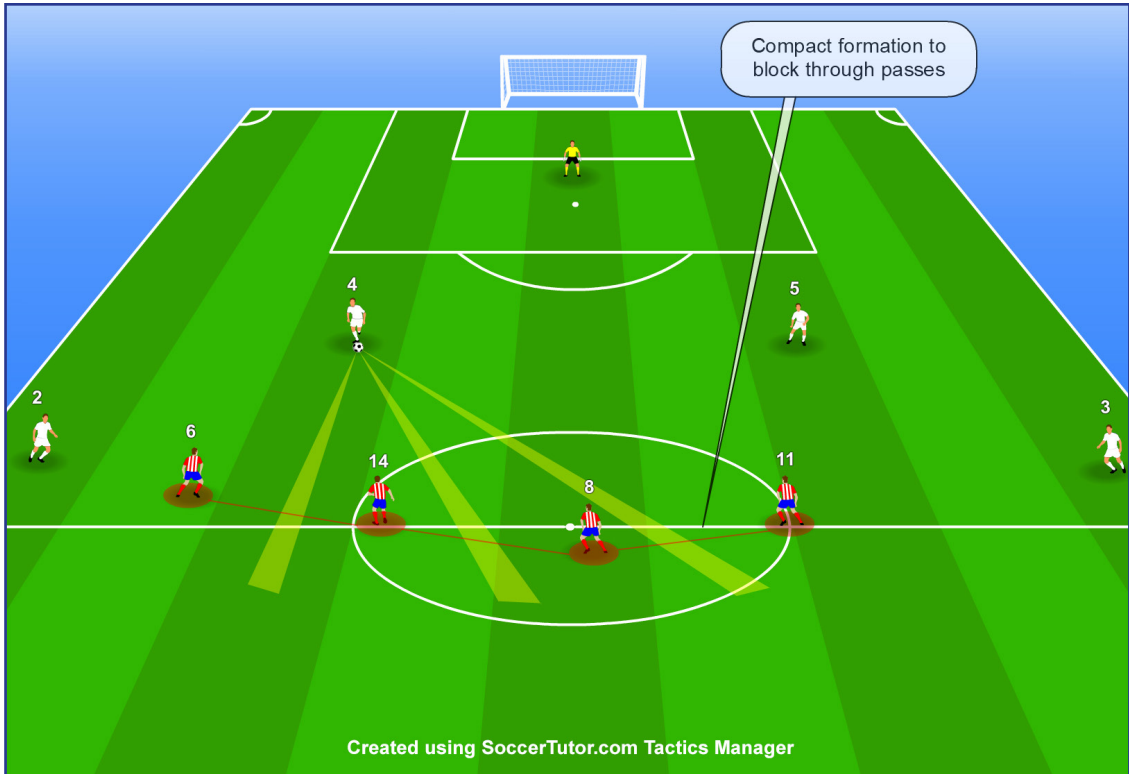 Compact formation to
block through passes
4
5
2
3
6
14
8
11
Created using SoccerTutor.com Tactics Manager